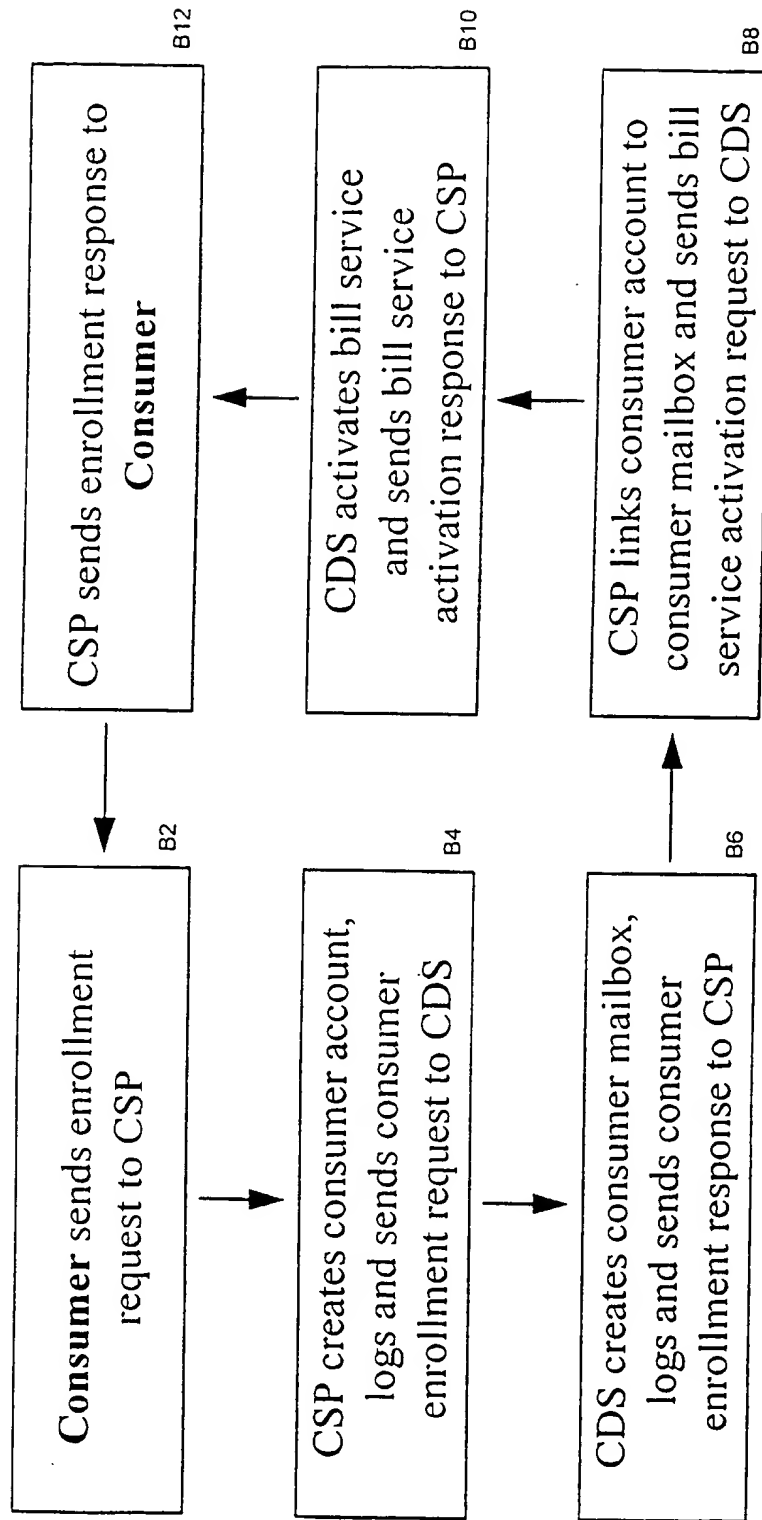 Consumer sends enrollment
request to CSP
B2
CSP creates consumer account,
logs and sends consumer
enrollment request to CDS
B4
CDS creates consumer mailbox,
logs and sends consumer
enrollment response to CSP
B6
CSP links consumer account to
consumer mailbox and sends bill
service activation request to CDS
B8
CDS activates bill service
and sends bill service
activation response to CSP
B10
CSP sends enrollment response to
Consumer
B12